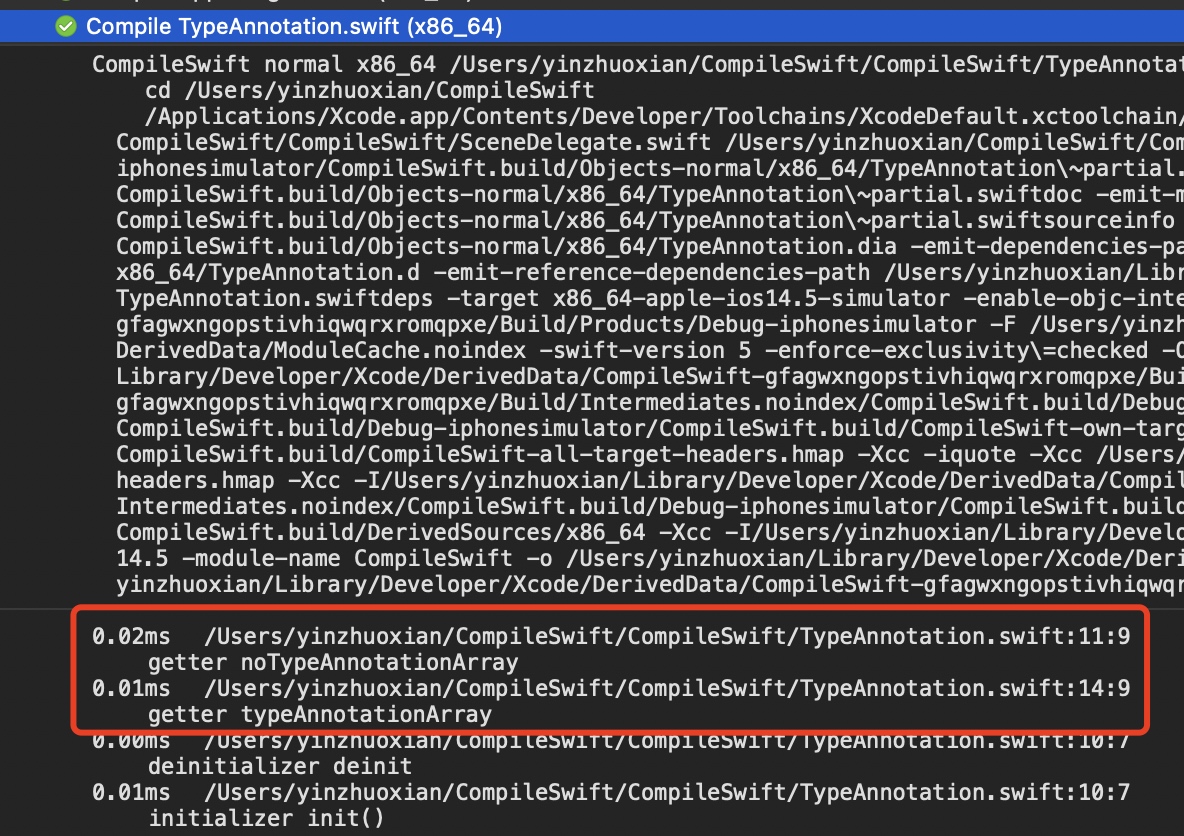 Compile TypeAnnotation.swift (x86_64)
CompileSwift normal x86_64 /Users/yinzhuoxian/CompileSwift/CompileSwift/TypeAnnotat
cd /Users/yinzhuoxian/CompileSwift
/Applications/Xcode.app/Contents/Developer/Toolchains/XcodeDefault.xctoolchain/
CompileSwift/CompileSwift/SceneDelegate.swift /Users/yinzhuoxian/CompileSwift/Com
iphonesimulator/CompileSwift.build/Objects-normal/x86_64/TypeAnnotation\~partial.
CompileSwift.build/Objects-normal/x86_64/TypeAnnotation\~partial.swiftdoc -emit-m
CompileSwift.build/Objects-normal/x86_64/TypeAnnotation\~partial.swiftsourceinfo
CompileSwift.build/Objects-normal/x86_64/TypeAnnotation.dia -emit-dependencies-pa
x86_64/TypeAnnotation.d -emit-reference-dependencies-path /Users/yinzhuoxian/Libr
TypeAnnotation.swiftdeps -target x86_64-apple-ios14.5-simulator -enable-objc-inte
gfagwxngopstivhiqwqrxromqpxe/Build/Products/Debug-iphonesimulator -F /Users/yinzh
DerivedData/ModuleCache.noindex -swift-version 5 -enforce-exclusivity\=checked -O
Library/Developer/Xcode/DerivedData/CompileSwift-gfagwxngopstivhiqwqrxromqpxe/Bui
gfagwxngopstivhiqwqrxromqpxe/Build/Intermediates.noindex/CompileSwift.build/Debug
CompileSwift.build/Debug-iphonesimulator/CompileSwift.build/CompileSwift-own-targ
CompileSwift.build/CompileSwift-all-target-headers.hmap -Xcc -iquote -Xcc /Users/
headers.hmap -Xcc -I/Users/yinzhuoxian/Library/Developer/Xcode/DerivedData/Compil
Intermediates.noindex/CompileSwift.build/Debug-iphonesimulator/CompileSwift.build
CompileSwift.build/DerivedSources/x86_64 -Xcc -I/Users/yinzhuoxian/Library/Develo
14.5 -module-name CompileSwift -o /Users/yinzhuoxian/Library/Developer/Xcode/Deri
yinzhuoxian/Library/Developer/Xcode/DerivedData/CompileSwift-gfagwxngopstivhiqwqr
0.02ms /Users/yinzhuoxian/CompileSwift/CompileSwift/TypeAnnotation.swift:11:9
getter noTypeAnnotationArray
0.01ms /Users/yinzhuoxian/CompileSwift/CompileSwift/TypeAnnotation.swift:14:9
getter typeAnnotationArray
0.00ms /Users/yinzhuoxian/CompileSwift/CompileSwift/TypeAnnotation.swift:10:7
deinitializer deinit
0.01ms /Users/yinzhuoxian/CompileSwift/CompileSwift/TypeAnnotation.swift:10:7
initializer init()